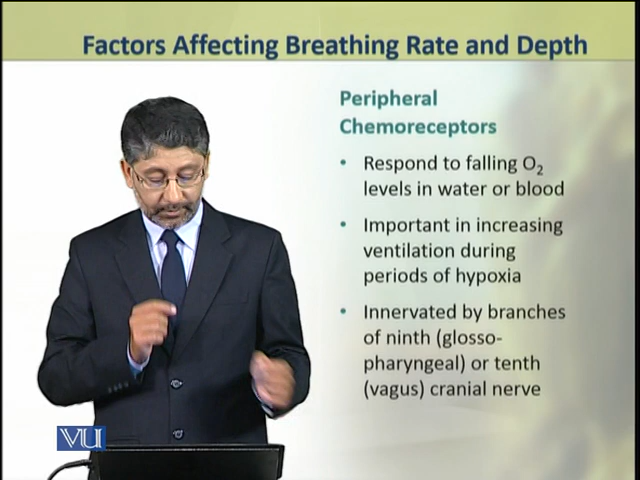 Factors Affecting Breathing Rate and Depth
Peripheral
Chemoreceptors
• Respond to falling O₂
levels in water or blood
• Important in increasing
ventilation during
periods of hypoxia
• Innervated by branches
of ninth (glosso-
pharyngeal) or tenth
(vagus) cranial nerve
VU